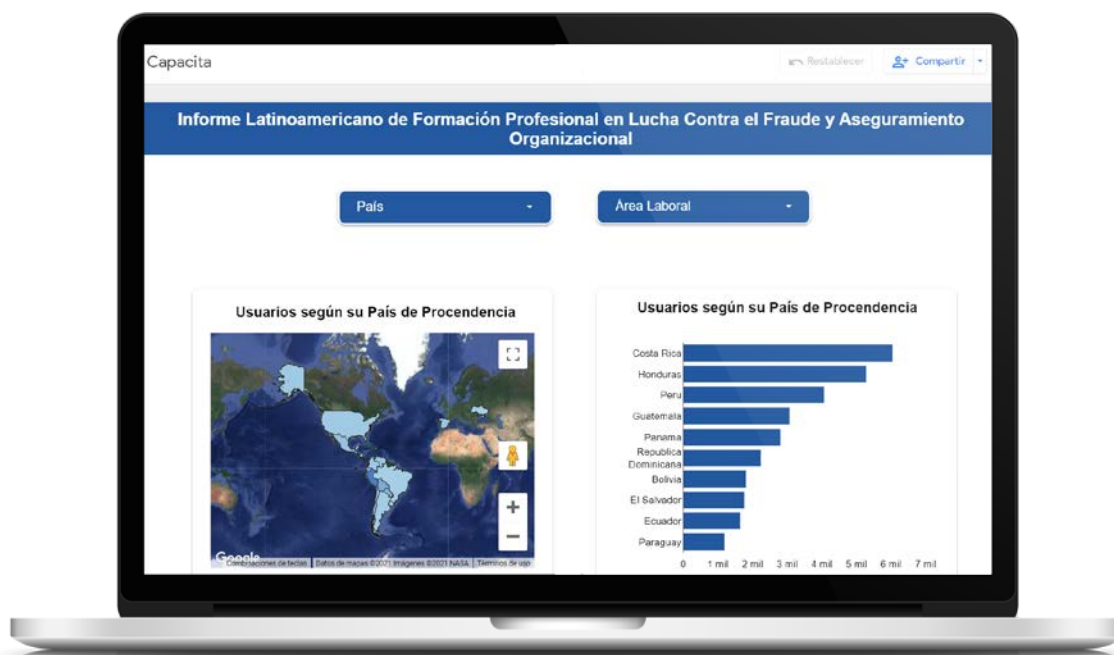 Capacita
Restablecer
Compartir
Informe Latinoamericano de Formación Profesional en Lucha Contra el Fraude y Aseguramiento
Organizacional
País
Área Laboral
Usuarios según su País de Procendencia
Google
Combinaciones de teclas
Datos de mapas ©2021 Imágenes ©2021 NASA
Términos de uso
Usuarios según su País de Procendencia
Costa Rica
Honduras
Peru
Guatemala
Panama
Republica
Dominicana
Bolivia
El Salvador
Ecuador
Paraguay
0 1 mil 2 mil 3 mil 4 mil 5 mil 6 mil 7 mil